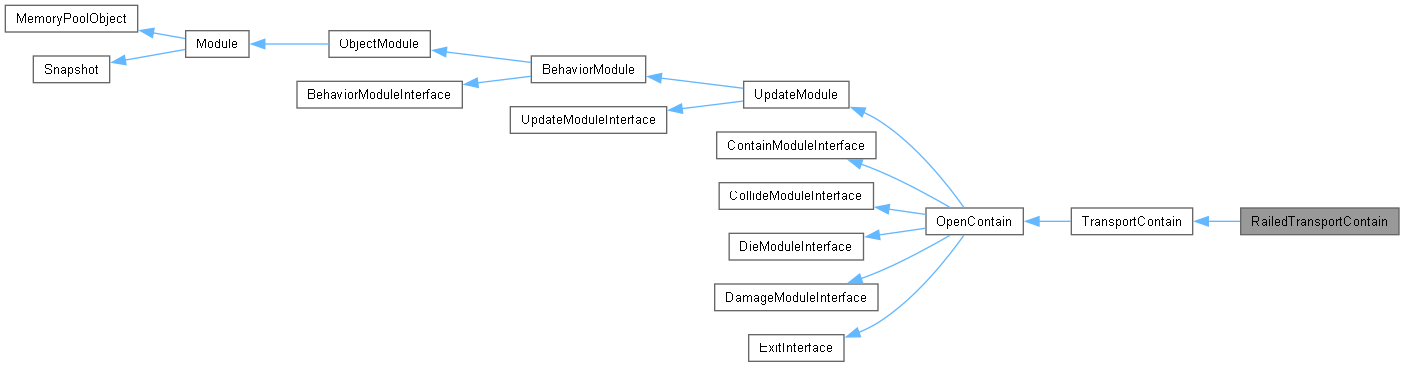 MemoryPoolObject
Snapshot
Module
ObjectModule
BehaviorModuleInterface
BehaviorModule
UpdateModuleInterface
UpdateModule
ContainModuleInterface
CollideModuleInterface
DieModuleInterface
DamageModuleInterface
ExitInterface
OpenContain
TransportContain
RailedTransportContain